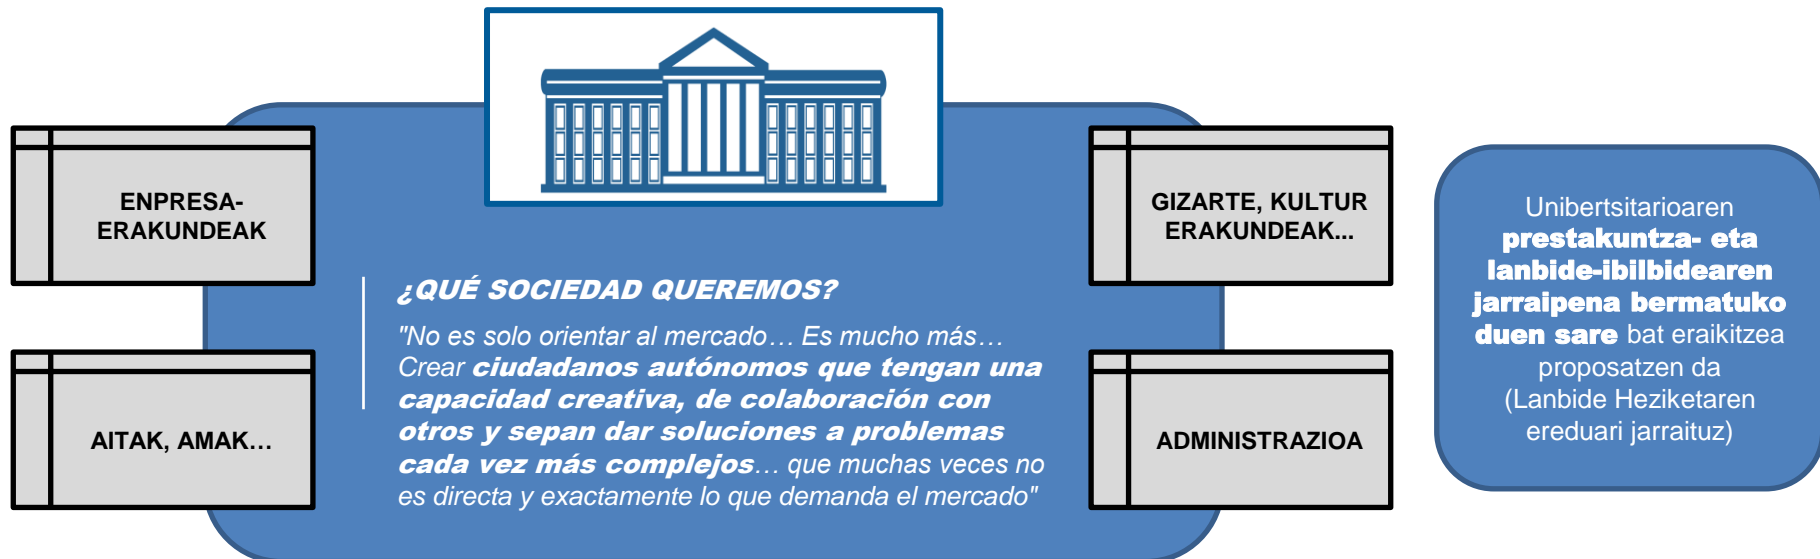 ENPRESA-
ERAKUNDEAK
AITAK, AMAK…
¿QUÉ SOCIEDAD QUEREMOS?
"No es solo orientar al mercado… Es mucho más…
Crear ciudadanos autónomos que tengan una
capacidad creativa, de colaboración con
otros y sepan dar soluciones a problemas
cada vez más complejos… que muchas veces no
es directa y exactamente lo que demanda el mercado"
GIZARTE, KULTUR
ERAKUNDEAK...
ADMINISTRAZIOA
Unibertsitarioaren
prestakuntza- eta
lanbide-ibilbidearen
jarraipena bermatuko
duen sare bat eraikitzea
proposatzen da
(Lanbide Heziketaren
ereduari jarraituz)